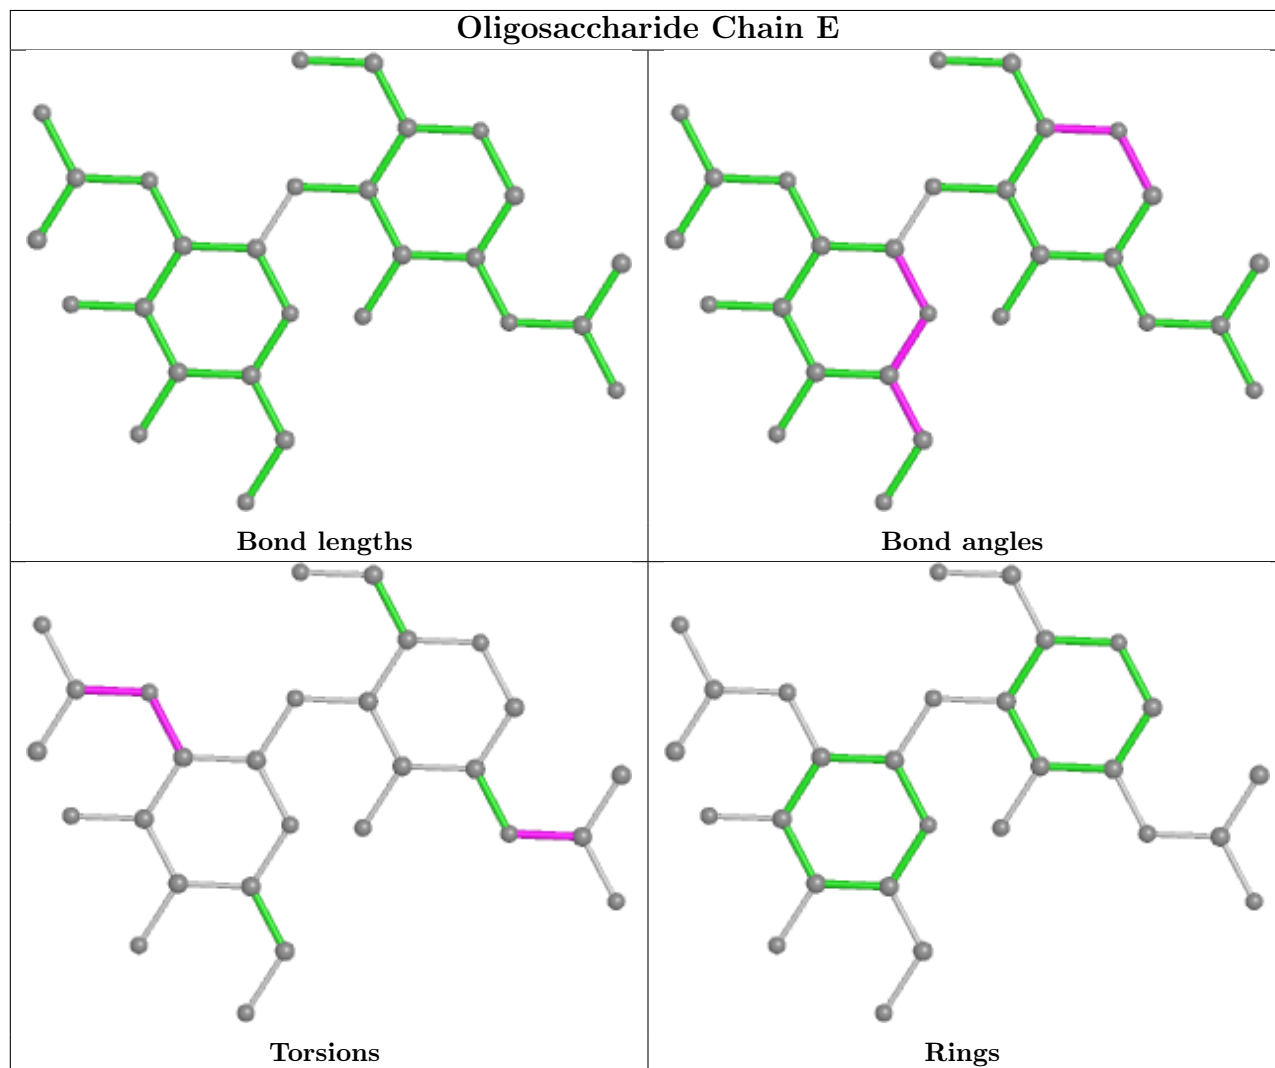 Oligosaccharide Chain E
Bond lengths
Bond angles
Torsions
Rings